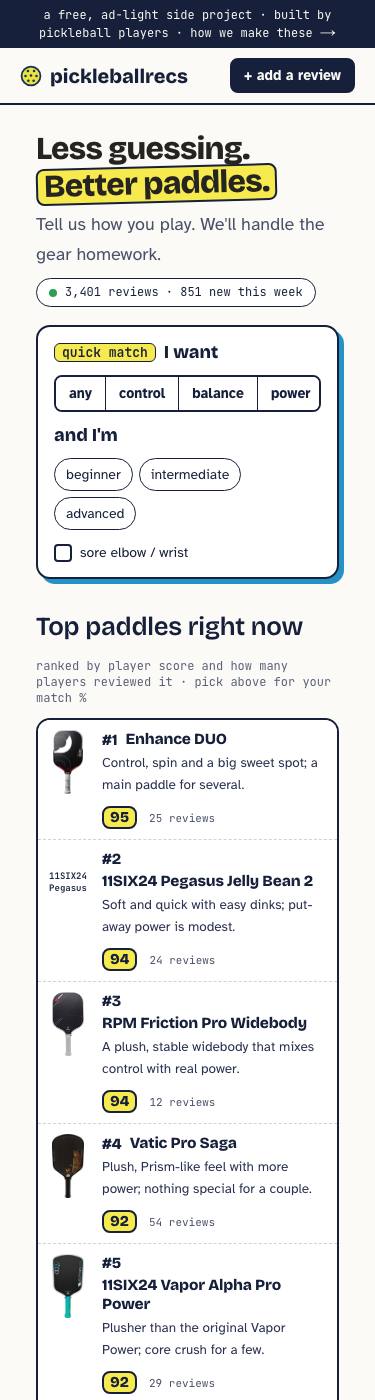 a free, ad-light side project · built by
pickleball players · how we make these ⟶
pickleballrecs
+ add a review
Less guessing.
Better paddles.
Tell us how you play. We'll handle the
gear homework.
3,401 reviews · 851 new this week
quick match I want
any control balance power
and I'm
beginner intermediate
advanced
sore elbow / wrist
Top paddles right now
ranked by player score and how many
players reviewed it · pick above for your
match %
#1 Enhance DUO
Control, spin and a big sweet spot; a
main paddle for several.
95 25 reviews
11SIX24
Pegasus
#2
11SIX24 Pegasus Jelly Bean 2
Soft and quick with easy dinks; put-
away power is modest.
94 24 reviews
#3
RPM Friction Pro Widebody
A plush, stable widebody that mixes
control with real power.
94 12 reviews
#4 Vatic Pro Saga
Plush, Prism-like feel with more
power; nothing special for a couple.
92 54 reviews
#5
11SIX24 Vapor Alpha Pro
Power
Plusher than the original Vapor
Power; core crush for a few.
92 29 reviews